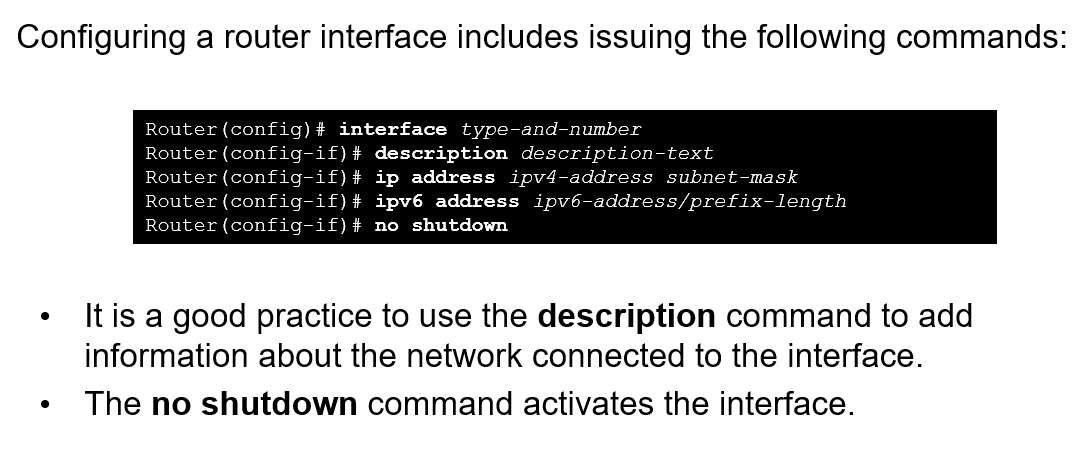 Configuring a router interface includes issuing the following commands:
Router(config)# interface type-and-number
Router(config-if)# description description-text
Router(config-if)# ip address ipv4-address subnet-mask
Router(config-if)# ipv6 address ipv6-address/prefix-length
Router(config-if)# no shutdown
• It is a good practice to use the description command to add
information about the network connected to the interface.
• The no shutdown command activates the interface.